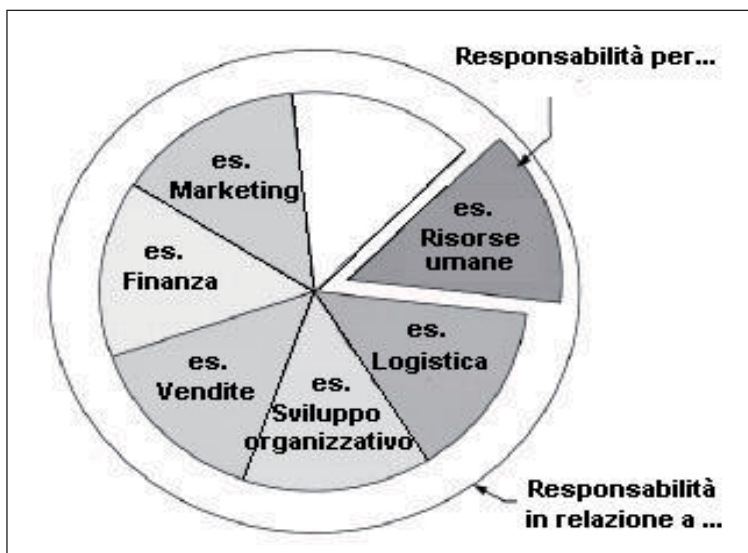 Responsabilità per...
es.
Marketing
es.
Risorse
umane
es.
Finanza
es.
Logistica
es.
Vendite
es.
Sviluppo
organizzativo
Responsabilità
in relazione a ...